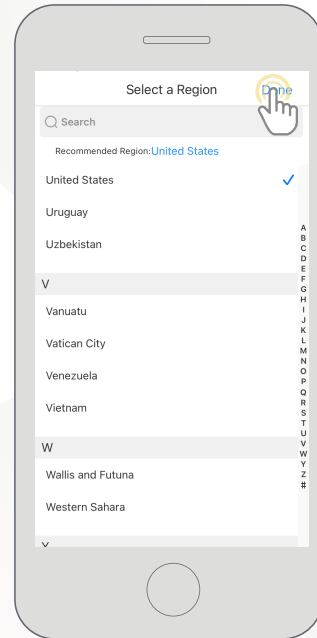 Select a Region Done
Search
Recommended Region:United States
United States
Uruguay
Uzbekistan
V
Vanuatu
Vatican City
Venezuela
Vietnam
W
Wallis and Futuna
Western Sahara
Y
A
B
C
D
E
F
G
H
I
J
K
L
M
N
O
P
Q
R
S
T
U
V
W
Y
Z
#